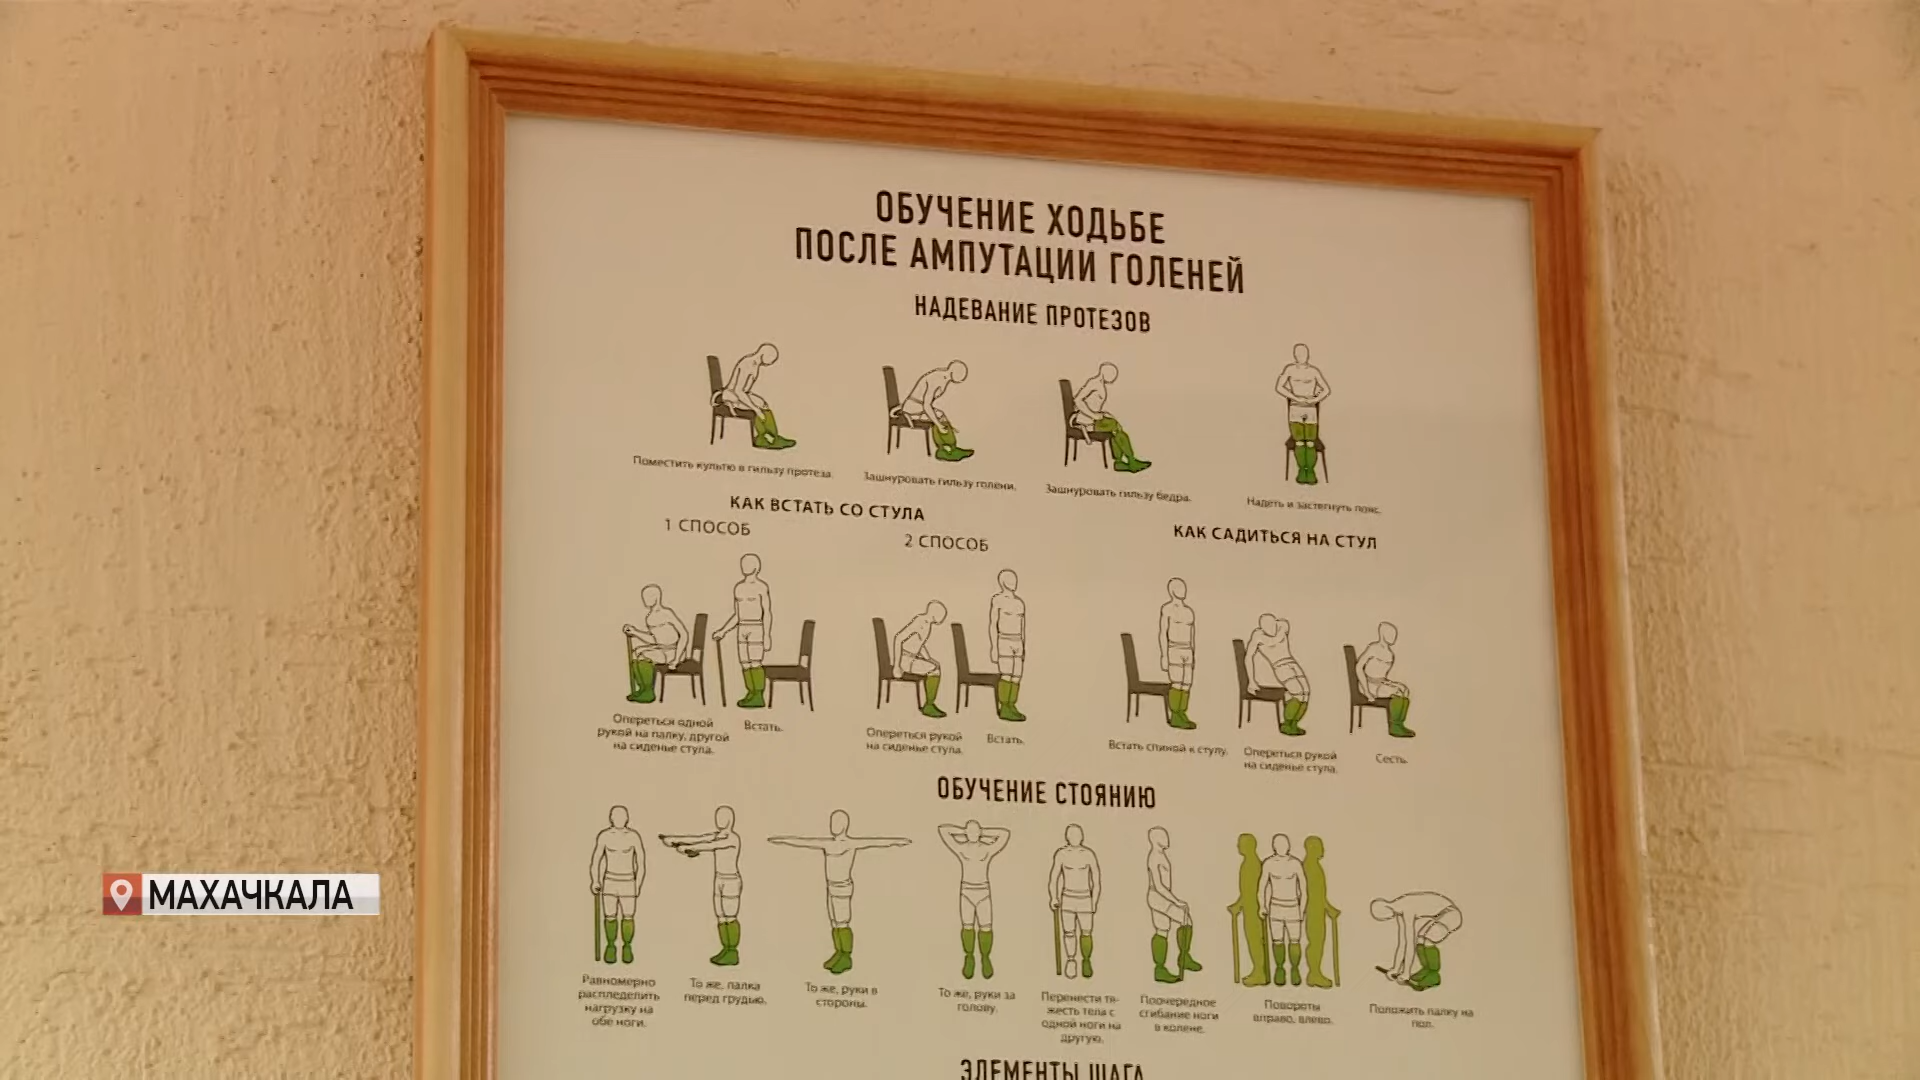 ОБУЧЕНИЕ ХОДЬБЕ
ПОСЛЕ АМПУТАЦИИ ГОЛЕНЕЙ
НАДЕВАНИЕ ПРОТЕЗОВ
Поместить культю в гильзу протеза.
Зашнуровать гильзу голени.
Зашнуровать гильзу бедра.
Надеть и застегнуть пояс.
КАК ВСТАТЬ СО СТУЛА
1 СПОСОБ
2 СПОСОБ
КАК САДИТЬСЯ НА СТУЛ
Опереться одной
рукой на палку, другой
на сиденье стула.
Встать.
Опереться рукой
на сиденье стула.
Встать.
Встать спиной к стулу.
Опереться рукой
на сиденье стула.
Сесть.
ОБУЧЕНИЕ СТОЯНИЮ
Равномерно
распледелить
нагрузку на
обе ноги.
То же, палка
перед грудью.
То же, руки в
стороны.
То же, руки за
голову.
Перенести тя-
жесть тела с
одной ноги на
другую.
Поочередное
сгибание ноги
в колене.
Повороты
вправо, влево.
Положить палку на
пол.
ЭЛЕМЕНТЫ ШАГА
МАХАЧКАЛА